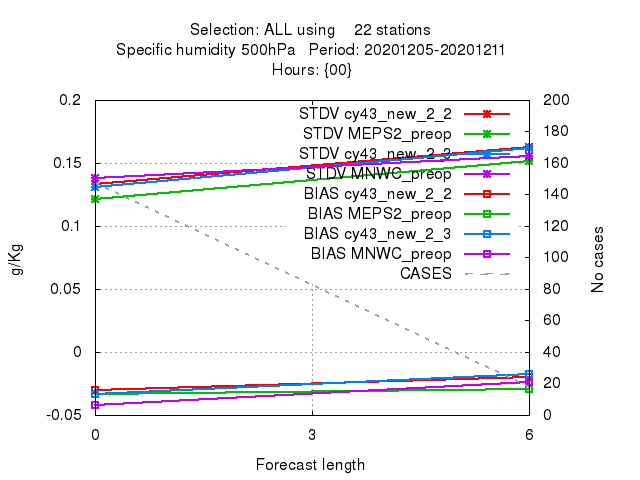 Selection: ALL using    22 stations
Specific humidity 500hPa   Period: 20201205-20201211
Hours: {00}
0.2
0.15
0.1
0.05
0
-0.05
g/Kg
200
180
160
140
120
100
80
60
40
20
0
No cases
STDV cy43_new_2_2
STDV MEPS2_preop
STDV cy43_new_2_3
STDV MNWC_preop
BIAS cy43_new_2_2
BIAS MEPS2_preop
BIAS cy43_new_2_3
BIAS MNWC_preop
CASES
0 3 6
Forecast length